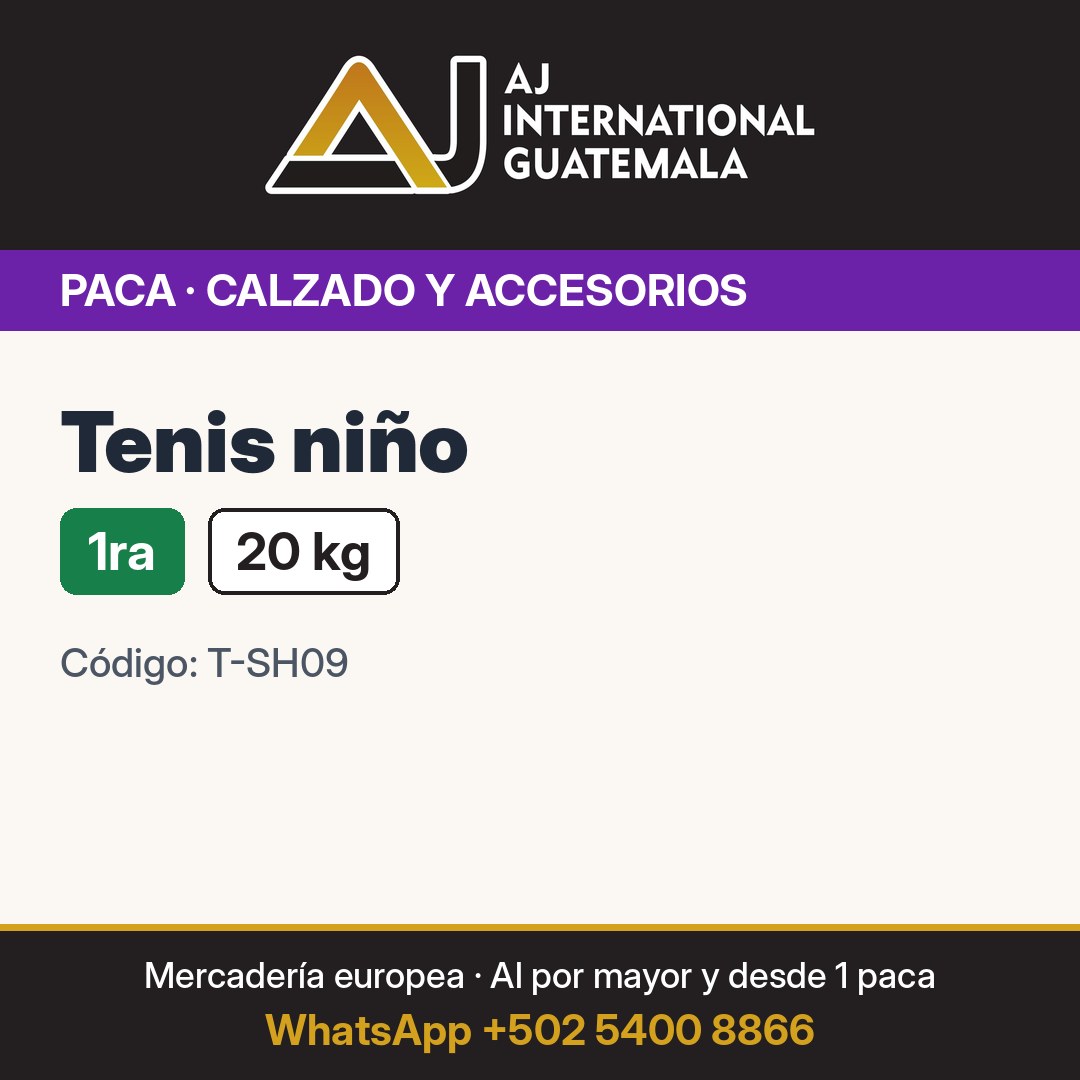 AJ
INTERNATIONAL
GUATEMALA
PACA · CALZADO Y ACCESORIOS
Tenis niño
1ra
20 kg
Código: T-SH09
Mercadería europea · Al por mayor y desde 1 paca
WhatsApp +502 5400 8866